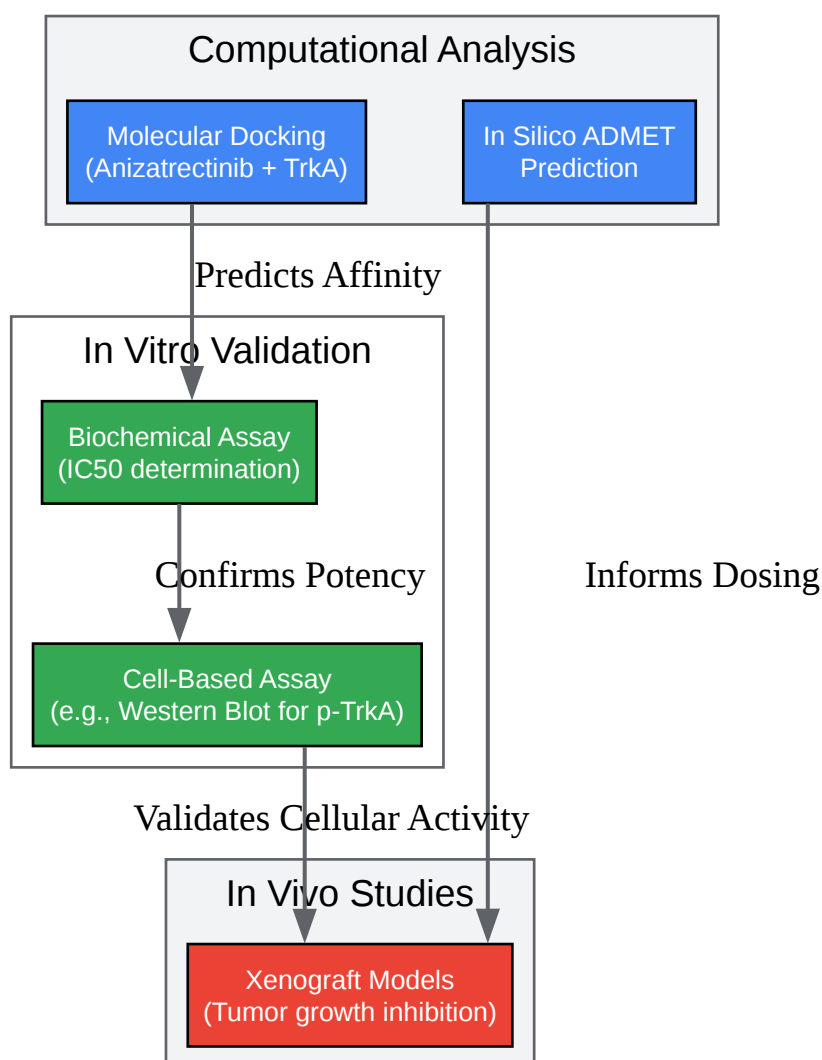 Computational Analysis
Molecular Docking
(Anizatrectinib + TrkA)
In Silico ADMET
Prediction
Predicts Affinity
In Vitro Validation
Biochemical Assay
(IC50 determination)
Confirms Potency
Informs Dosing
Cell-Based Assay
(e.g., Western Blot for p-TrkA)
Validates Cellular Activity
In Vivo Studies
Xenograft Models
(Tumor growth inhibition)